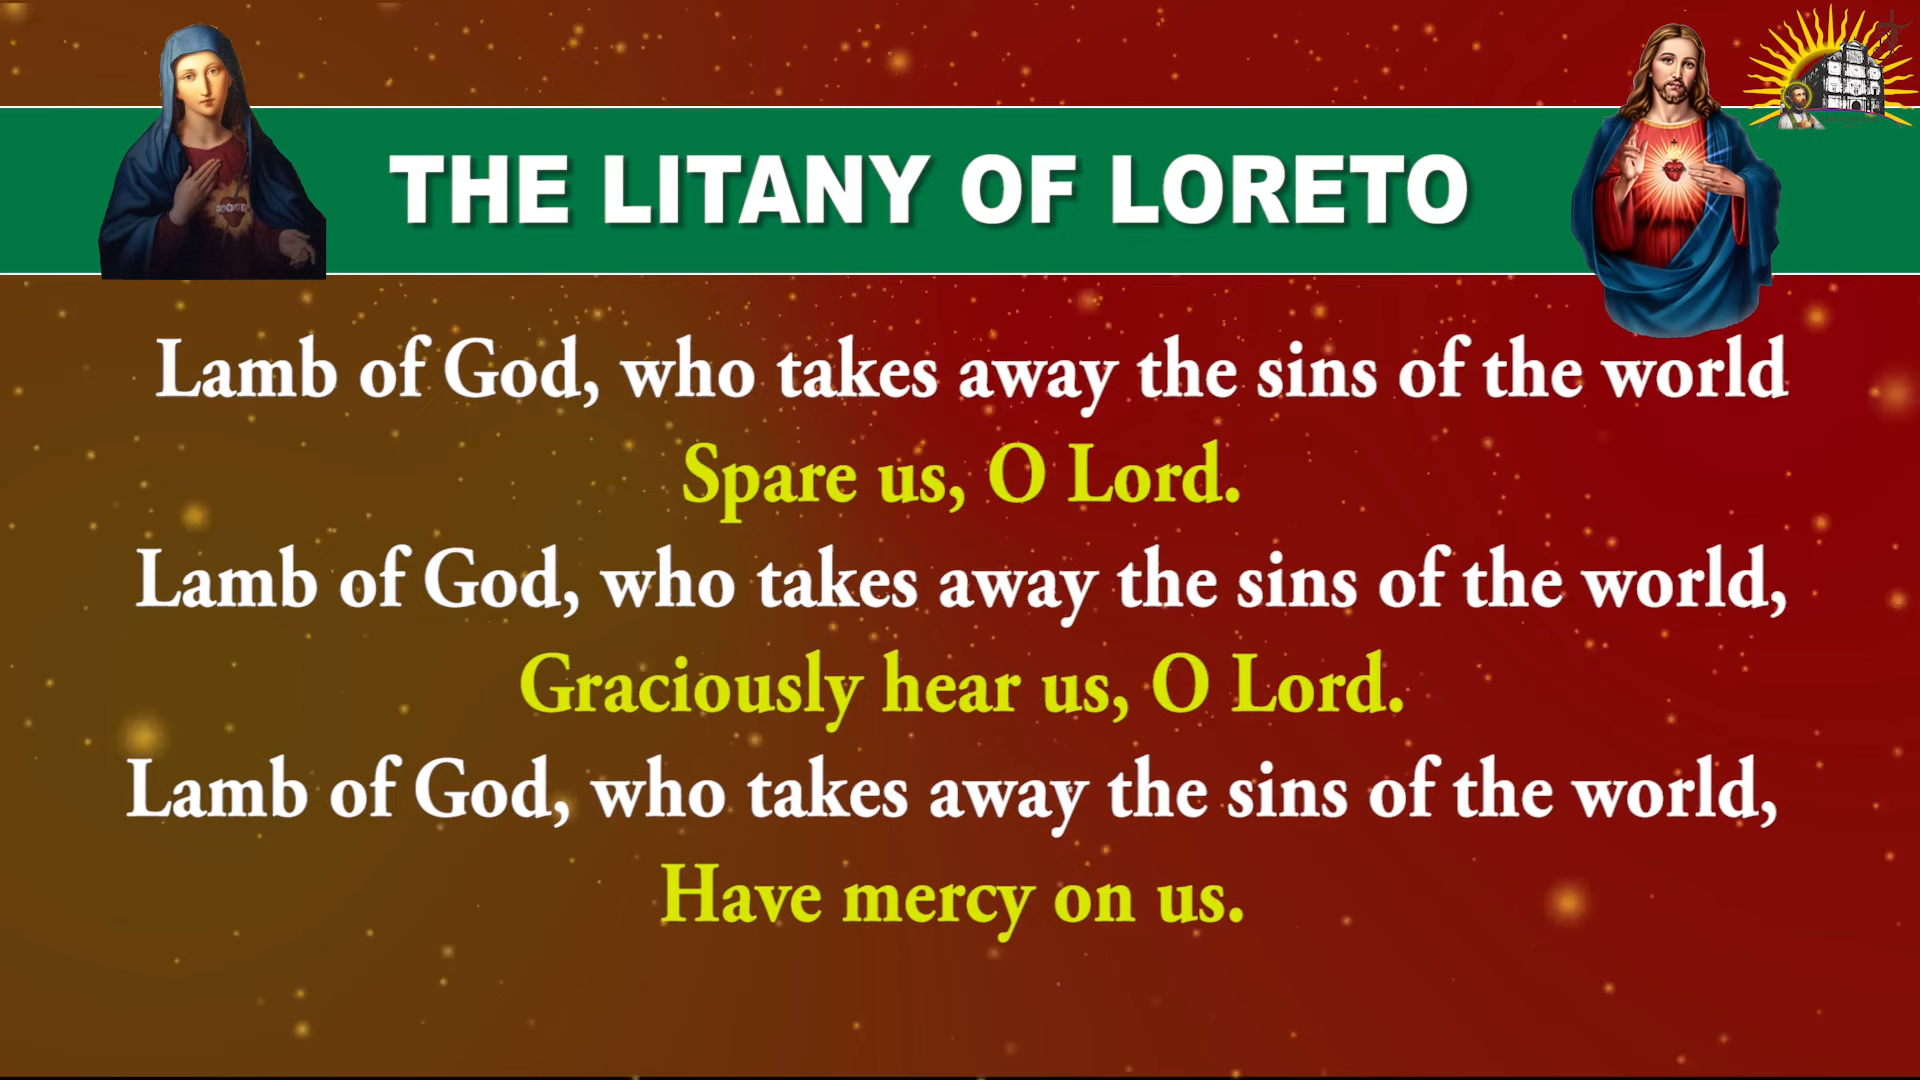 THE LITANY OF LORETO
Lamb of God, who takes away the sins of the world
Spare us, O Lord.
Lamb of God, who takes away the sins of the world,
Graciously hear us, O Lord.
Lamb of God, who takes away the sins of the world,
Have mercy on us.